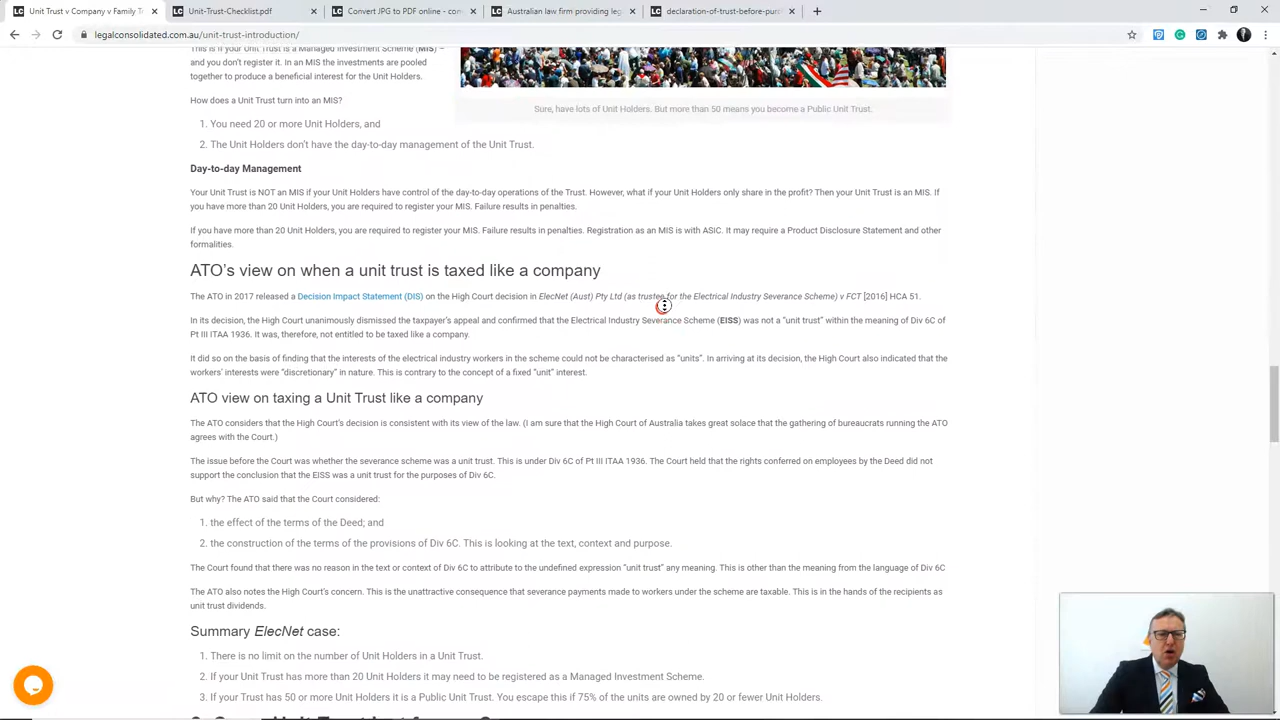 Unit Trust v Company v Family Tr
Unit-Trust-Checklist.pdf
Convert JPG to PDF online - con
Australian law firm providing leg
declaration-of-trust-before-purc
legalconsolidated.com.au/unit-trust-introduction/
This is if your Unit Trust is a Managed Investment Scheme (MIS) –
and you don't register it. In an MIS the investments are pooled
together to produce a beneficial interest for the Unit Holders.
Sure, have lots of Unit Holders. But more than 50 means you become a Public Unit Trust.
How does a Unit Trust turn into an MIS?
1. You need 20 or more Unit Holders, and
2. The Unit Holders don't have the day-to-day management of the Unit Trust.
Day-to-day Management
Your Unit Trust is NOT an MIS if your Unit Holders have control of the day-to-day operations of the Trust. However, what if your Unit Holders only share in the profit? Then your Unit Trust is an MIS. If
you have more than 20 Unit Holders, you are required to register your MIS. Failure results in penalties.
If you have more than 20 Unit Holders, you are required to register your MIS. Failure results in penalties. Registration as an MIS is with ASIC. It may require a Product Disclosure Statement and other
formalities.
ATO's view on when a unit trust is taxed like a company
The ATO in 2017 released a Decision Impact Statement (DIS) on the High Court decision in ElecNet (Aust) Pty Ltd (as trustee for the Electrical Industry Severance Scheme) v FCT [2016] HCA 51.
In its decision, the High Court unanimously dismissed the taxpayer's appeal and confirmed that the Electrical Industry Severance Scheme (EISS) was not a "unit trust" within the meaning of Div 6C of
Pt III ITAA 1936. It was, therefore, not entitled to be taxed like a company.
It did so on the basis of finding that the interests of the electrical industry workers in the scheme could not be characterised as "units". In arriving at its decision, the High Court also indicated that the
workers' interests were "discretionary" in nature. This is contrary to the concept of a fixed "unit" interest.
ATO view on taxing a Unit Trust like a company
The ATO considers that the High Court's decision is consistent with its view of the law. (I am sure that the High Court of Australia takes great solace that the gathering of bureaucrats running the ATO
agrees with the Court.)
The issue before the Court was whether the severance scheme was a unit trust. This is under Div 6C of Pt III ITAA 1936. The Court held that the rights conferred on employees by the Deed did not
support the conclusion that the EISS was a unit trust for the purposes of Div 6C.
But why? The ATO said that the Court considered:
1. the effect of the terms of the Deed; and
2. the construction of the terms of the provisions of Div 6C. This is looking at the text, context and purpose.
The Court found that there was no reason in the text or context of Div 6C to attribute to the undefined expression "unit trust" any meaning. This is other than the meaning from the language of Div 6C
The ATO also notes the High Court's concern. This is the unattractive consequence that severance payments made to workers under the scheme are taxable. This is in the hands of the recipients as
unit trust dividends.
Summary ElecNet case:
1. There is no limit on the number of Unit Holders in a Unit Trust.
2. If your Unit Trust has more than 20 Unit Holders it may need to be registered as a Managed Investment Scheme.
3. If your Trust has 50 or more Unit Holders it is a Public Unit Trust. You escape this if 75% of the units are owned by 20 or fewer Unit Holders.